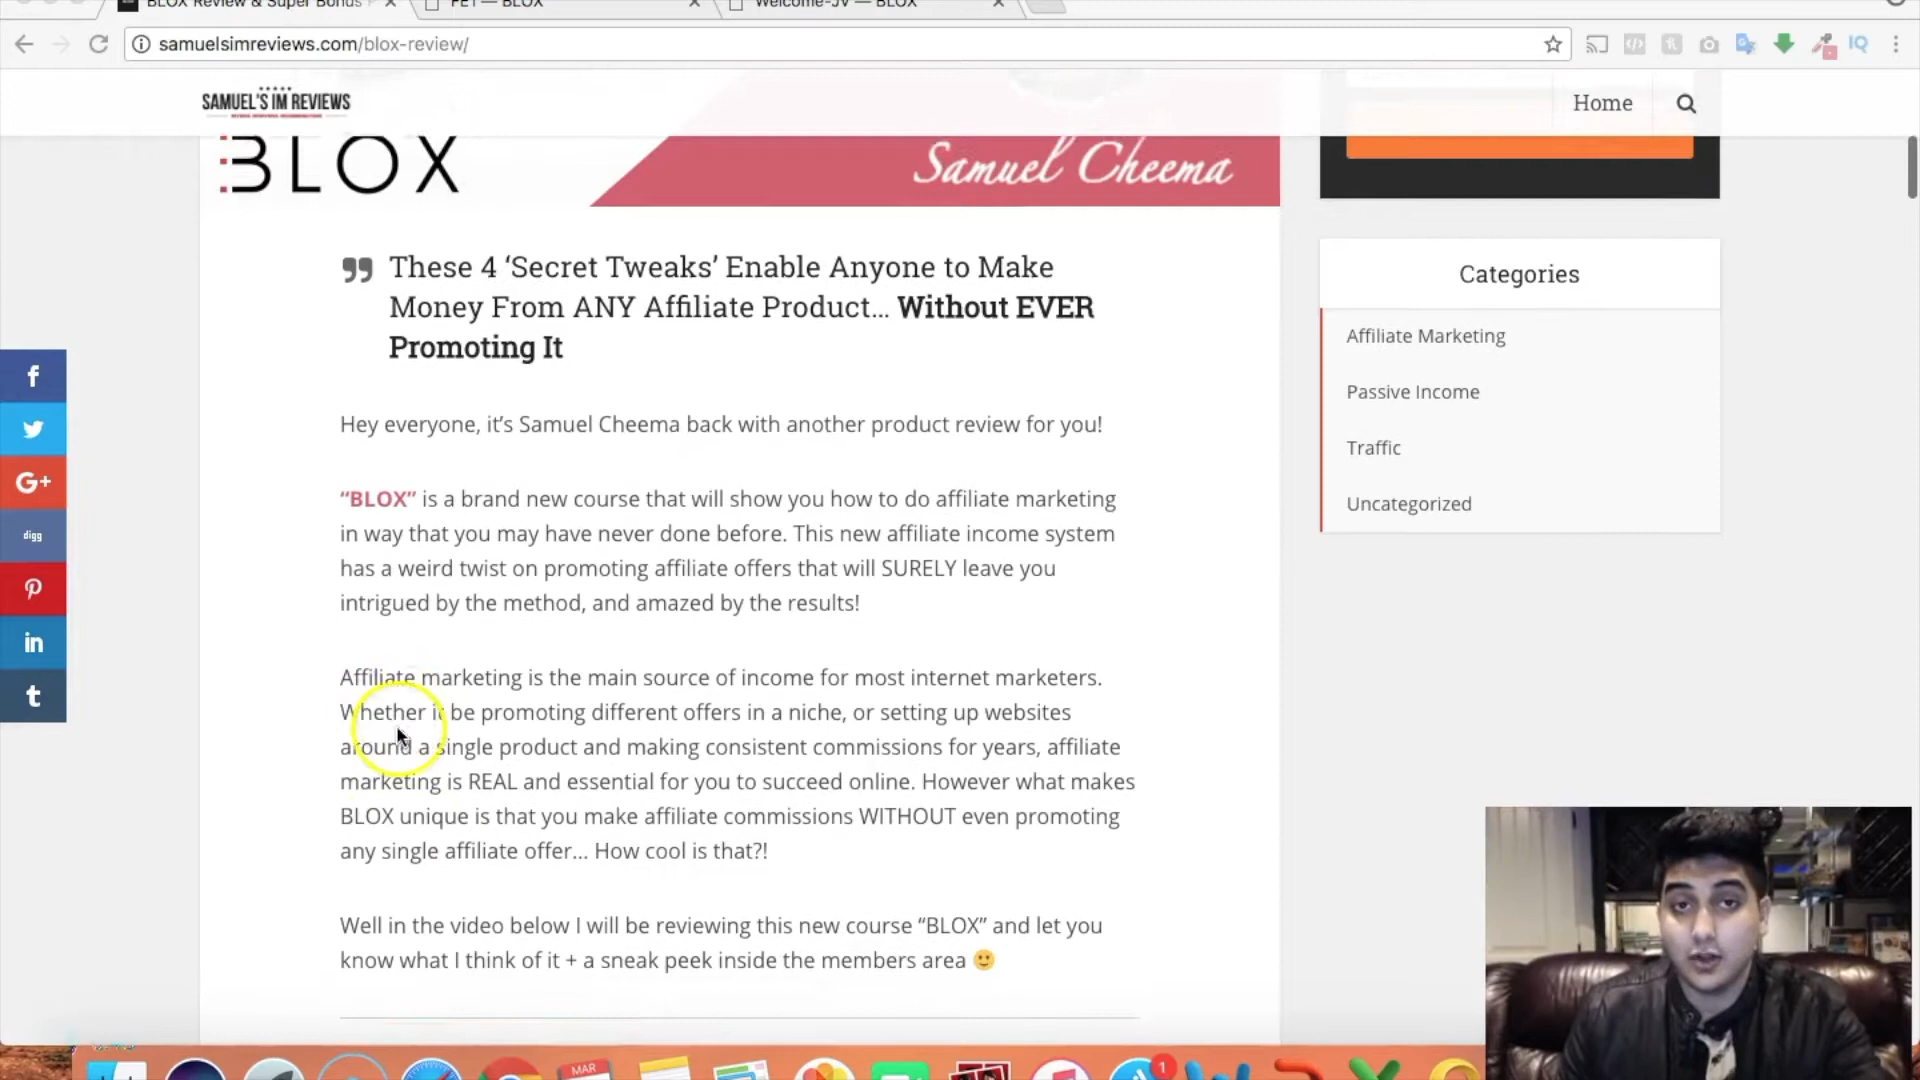 BLOX Review & Super Bonus
FE1 — BLOX
Welcome-JV — BLOX
samuelsimreviews.com/blox-review/
IQ
SAMUEL'S IM REVIEWS
Home
BLOX
Samuel Cheema
These 4 ‘Secret Tweaks’ Enable Anyone to Make
Money From ANY Affiliate Product... Without EVER
Promoting It
Categories
Affiliate Marketing
Passive Income
Traffic
Uncategorized
f
G+
digg
in
t
Hey everyone, it’s Samuel Cheema back with another product review for you!
“BLOX” is a brand new course that will show you how to do affiliate marketing
in way that you may have never done before. This new affiliate income system
has a weird twist on promoting affiliate offers that will SURELY leave you
intrigued by the method, and amazed by the results!
Affiliate marketing is the main source of income for most internet marketers.
Whether it be promoting different offers in a niche, or setting up websites
around a single product and making consistent commissions for years, affiliate
marketing is REAL and essential for you to succeed online. However what makes
BLOX unique is that you make affiliate commissions WITHOUT even promoting
any single affiliate offer... How cool is that?!
Well in the video below I will be reviewing this new course “BLOX” and let you
know what I think of it + a sneak peek inside the members area 🙂
MAR
1